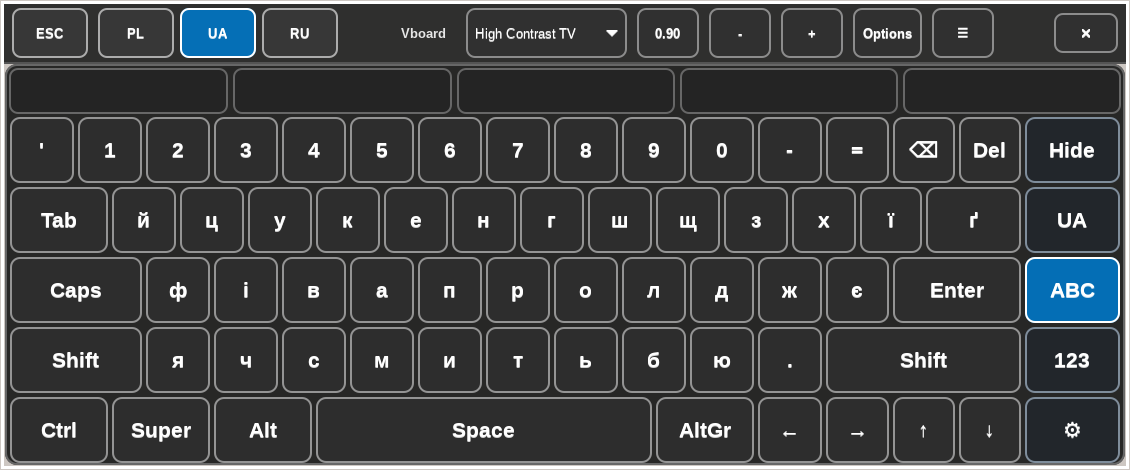 ESC PL UA RU Vboard High Contrast TV 0.90 - + Options ☰ ×
' 1 2 3 4 5 6 7 8 9 0 - = ⌫ Del Hide
Tab й ц у к е н г ш щ з х ї ґ UA
Caps ф і в а п р о л д ж є Enter ABC
Shift я ч с м и т ь б ю . Shift 123
Ctrl Super Alt Space AltGr ← → ↑ ↓ ⚙